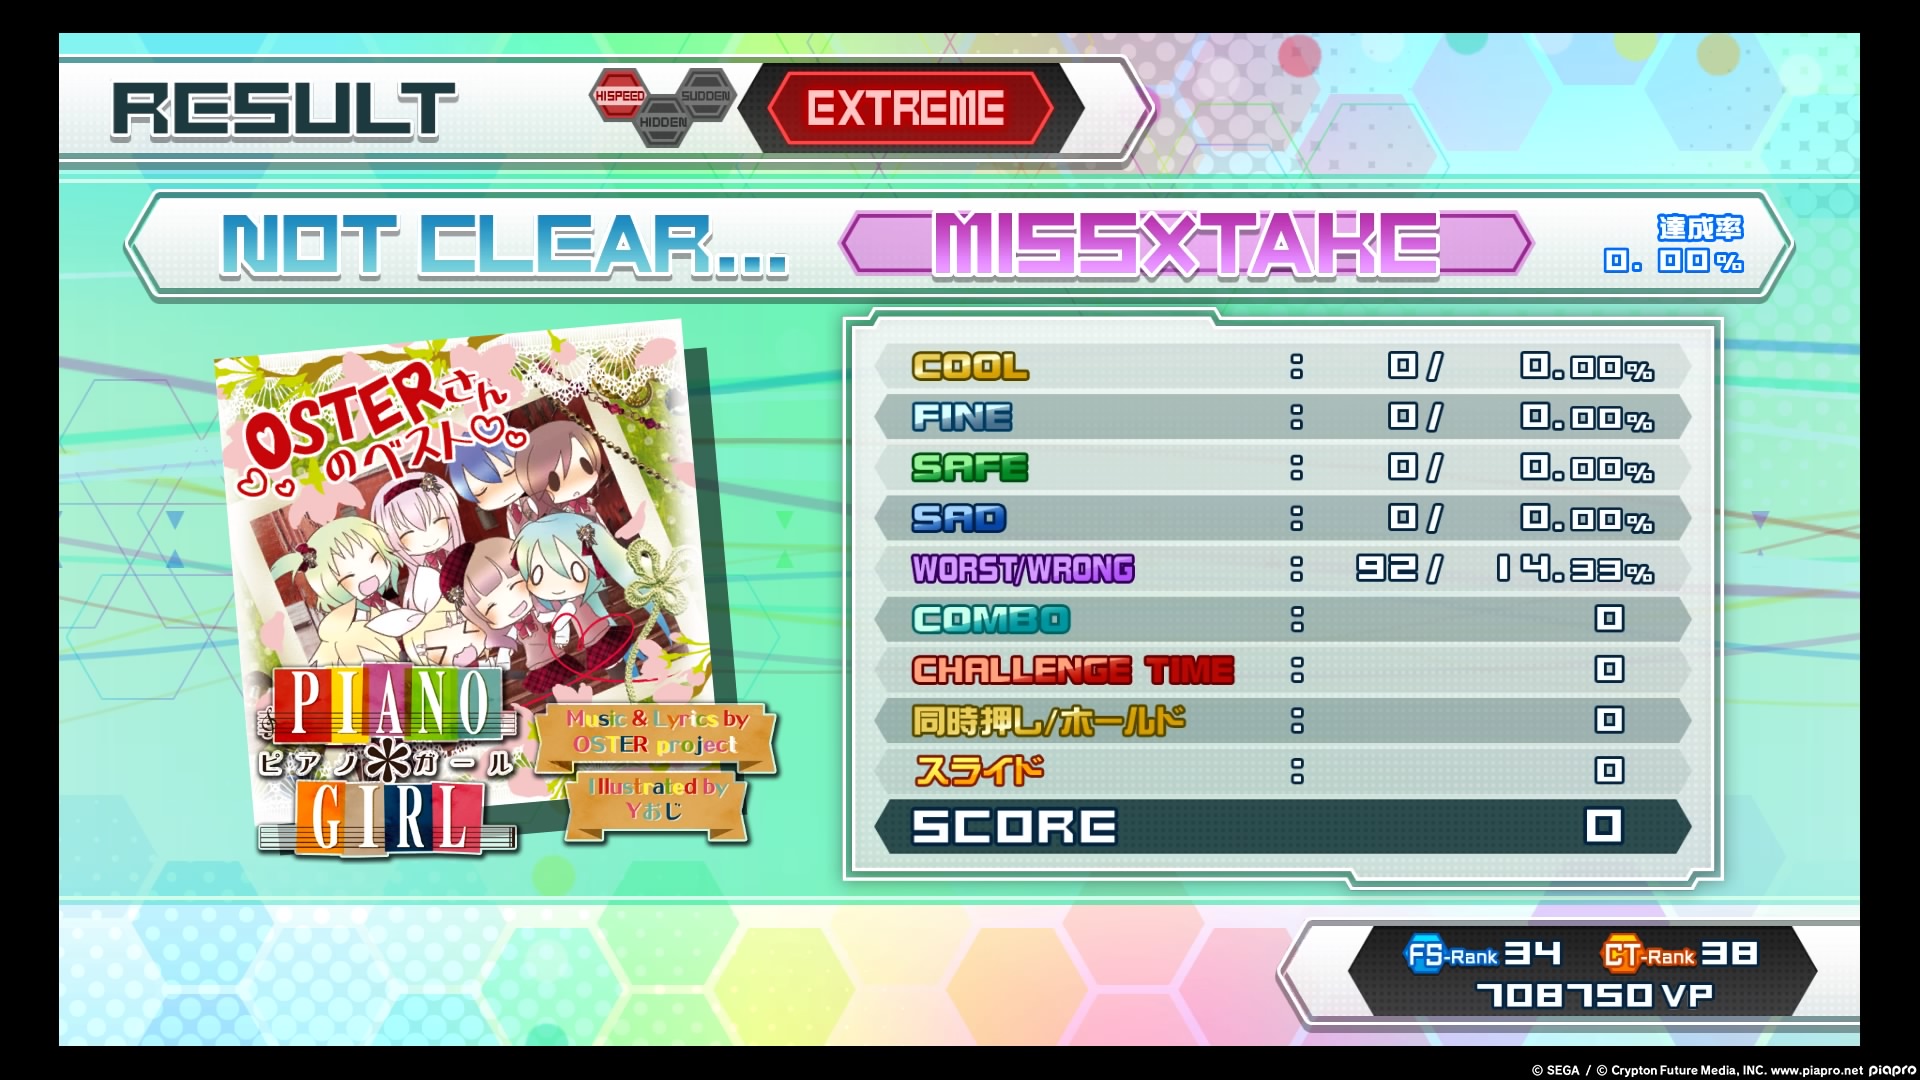 RESULT
HISPEED
HIDDEN
SUDDEN
EXTREME
NOT CLEAR...
MISS×TAKE
達成率
0.00%
OSTERさん
のベスト
PIANO
ピアノ*ガール
GIRL
Music & Lyrics by
OSTER project
Illustrated by
Yおじ
COOL : 0/ 0.00%
FINE : 0/ 0.00%
SAFE : 0/ 0.00%
SAD : 0/ 0.00%
WORST/WRONG : 92/ 14.33%
COMBO : 0
CHALLENGE TIME : 0
同時押し/ホールド : 0
スライド : 0
SCORE 0
FS-Rank 34 CT-Rank 38
708750 VP
© SEGA / © Crypton Future Media, INC. www.piapro.net piapro